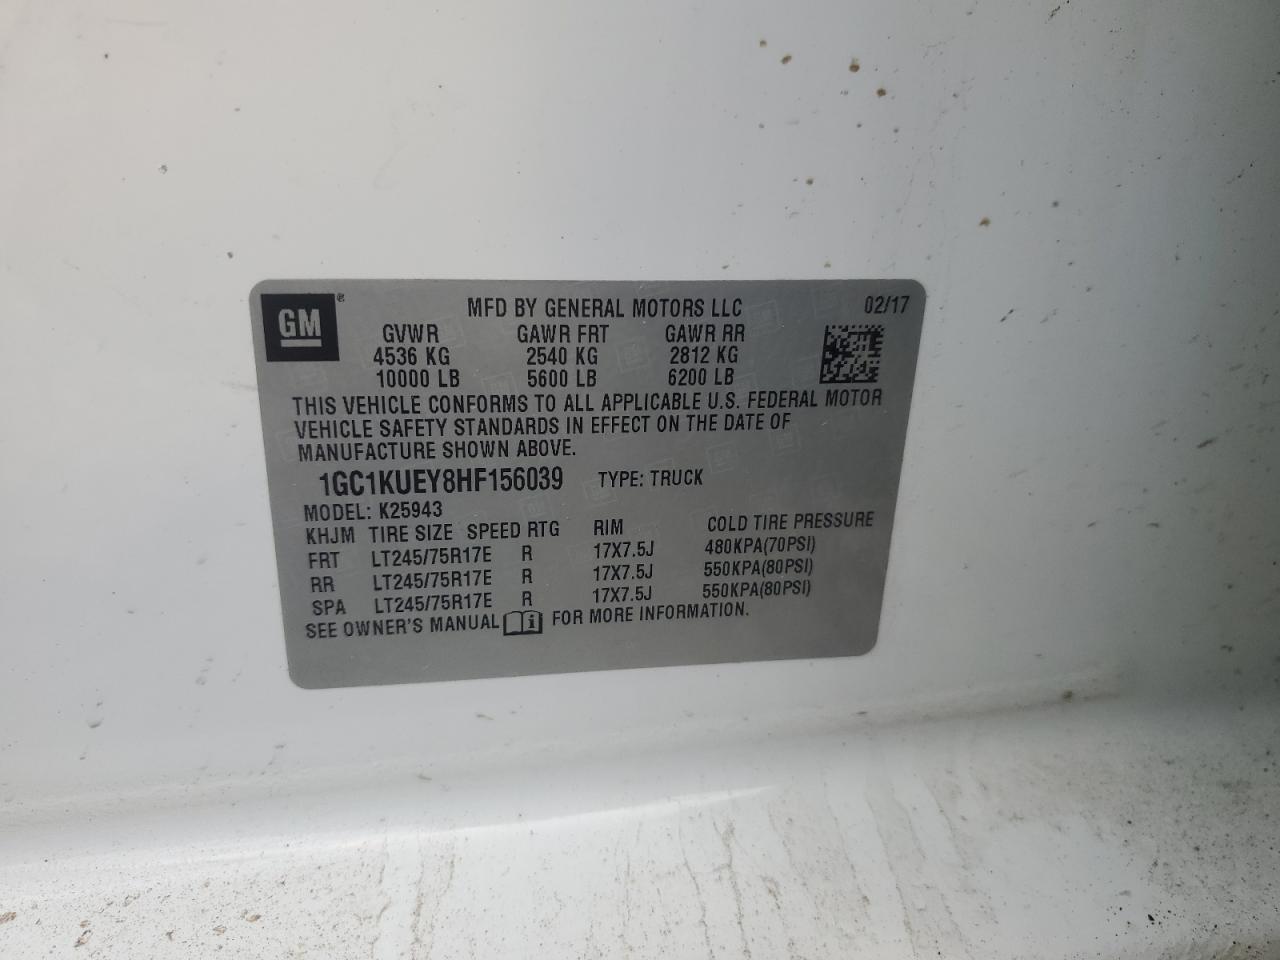 GM®
MFD BY GENERAL MOTORS LLC 02/17
GVWR GAWR FRT GAWR RR
4536 KG 2540 KG 2812 KG
10000 LB 5600 LB 6200 LB
THIS VEHICLE CONFORMS TO ALL APPLICABLE U.S. FEDERAL MOTOR
VEHICLE SAFETY STANDARDS IN EFFECT ON THE DATE OF
MANUFACTURE SHOWN ABOVE.
1GC1KUEY8HF156039 TYPE: TRUCK
MODEL: K25943
KHJM TIRE SIZE SPEED RTG RIM COLD TIRE PRESSURE
FRT LT245/75R17E R 17X7.5J 480KPA(70PSI)
RR LT245/75R17E R 17X7.5J 550KPA(80PSI)
SPA LT245/75R17E R 17X7.5J 550KPA(80PSI)
SEE OWNER'S MANUAL FOR MORE INFORMATION.